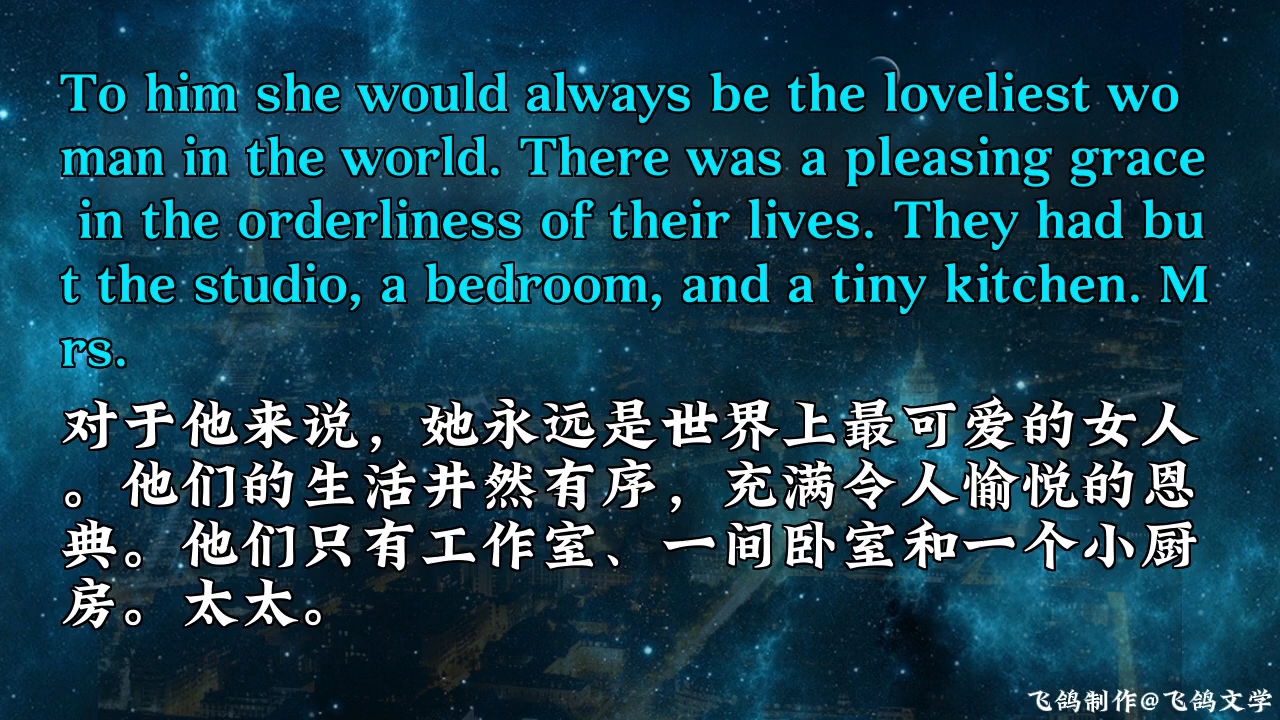 To him she would always be the loveliest wo
man in the world. There was a pleasing grace
in the orderliness of their lives. They had bu
t the studio, a bedroom, and a tiny kitchen. M
rs.
对于他来说，她永远是世界上最可爱的女人
。他们的生活井然有序，充满令人愉悦的恩
典。他们只有工作室、一间卧室和一个小厨
房。太太。
飞鸽制作@飞鸽文学